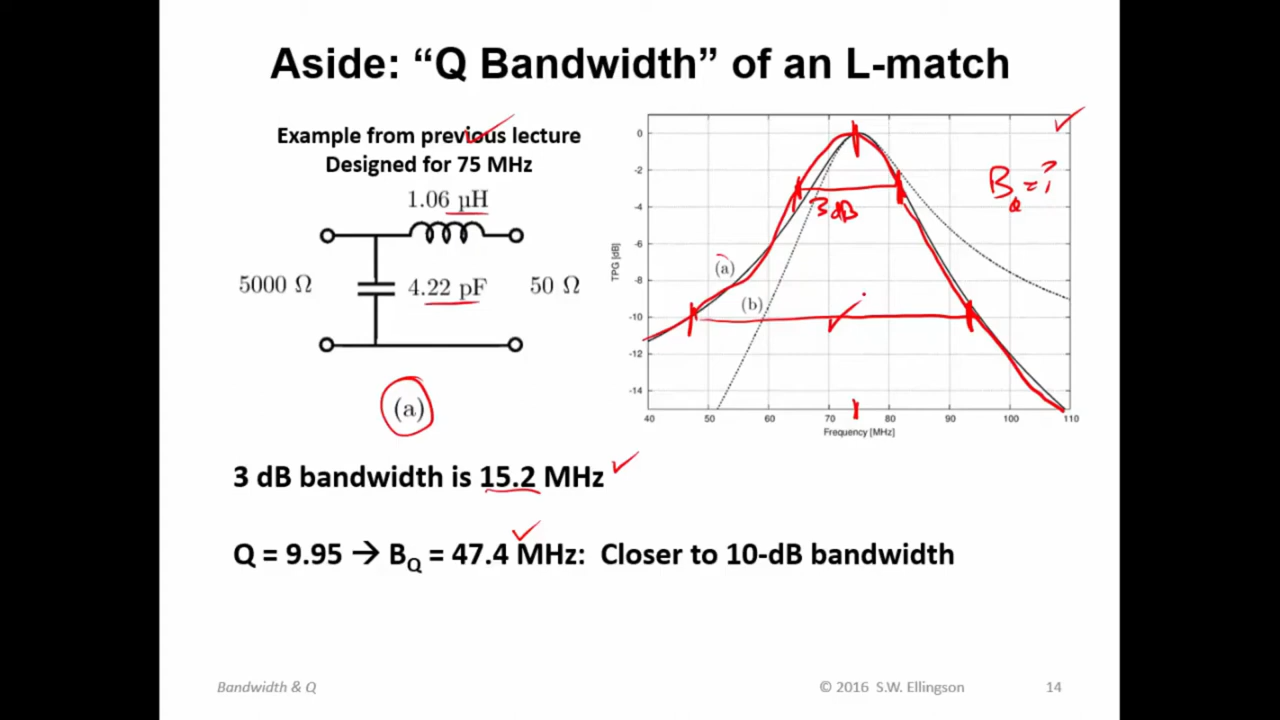 Aside: “Q Bandwidth” of an L-match
Example from previous lecture
Designed for 75 MHz
1.06 µH
5000 Ω
4.22 pF
50 Ω
(a)
0
-2
-4
-6
-8
-10
-12
-14
TPG [dB]
40 50 60 70 80 90 100 110
Frequency [MHz]
(a)
(b)
3 dB
B_Q = ?
3 dB bandwidth is 15.2 MHz
Q = 9.95 → B_Q = 47.4 MHz: Closer to 10-dB bandwidth
Bandwidth & Q
© 2016 S.W. Ellingson
14